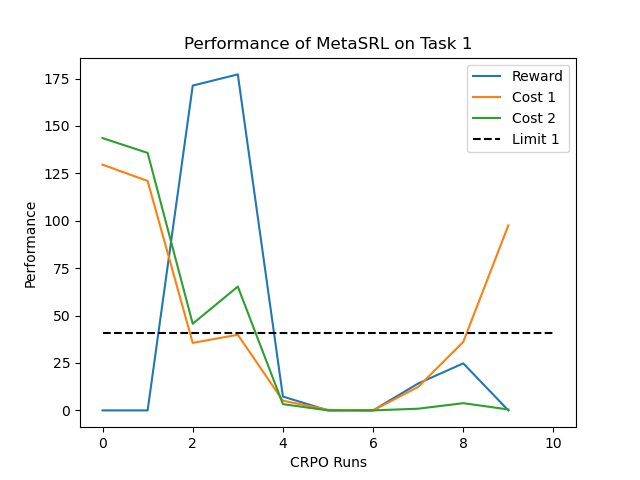 Performance of MetaSRL on Task 1
Reward
Cost 1
Cost 2
Limit 1
Performance
175
150
125
100
75
50
25
0
0 2 4 6 8 10
CRPO Runs